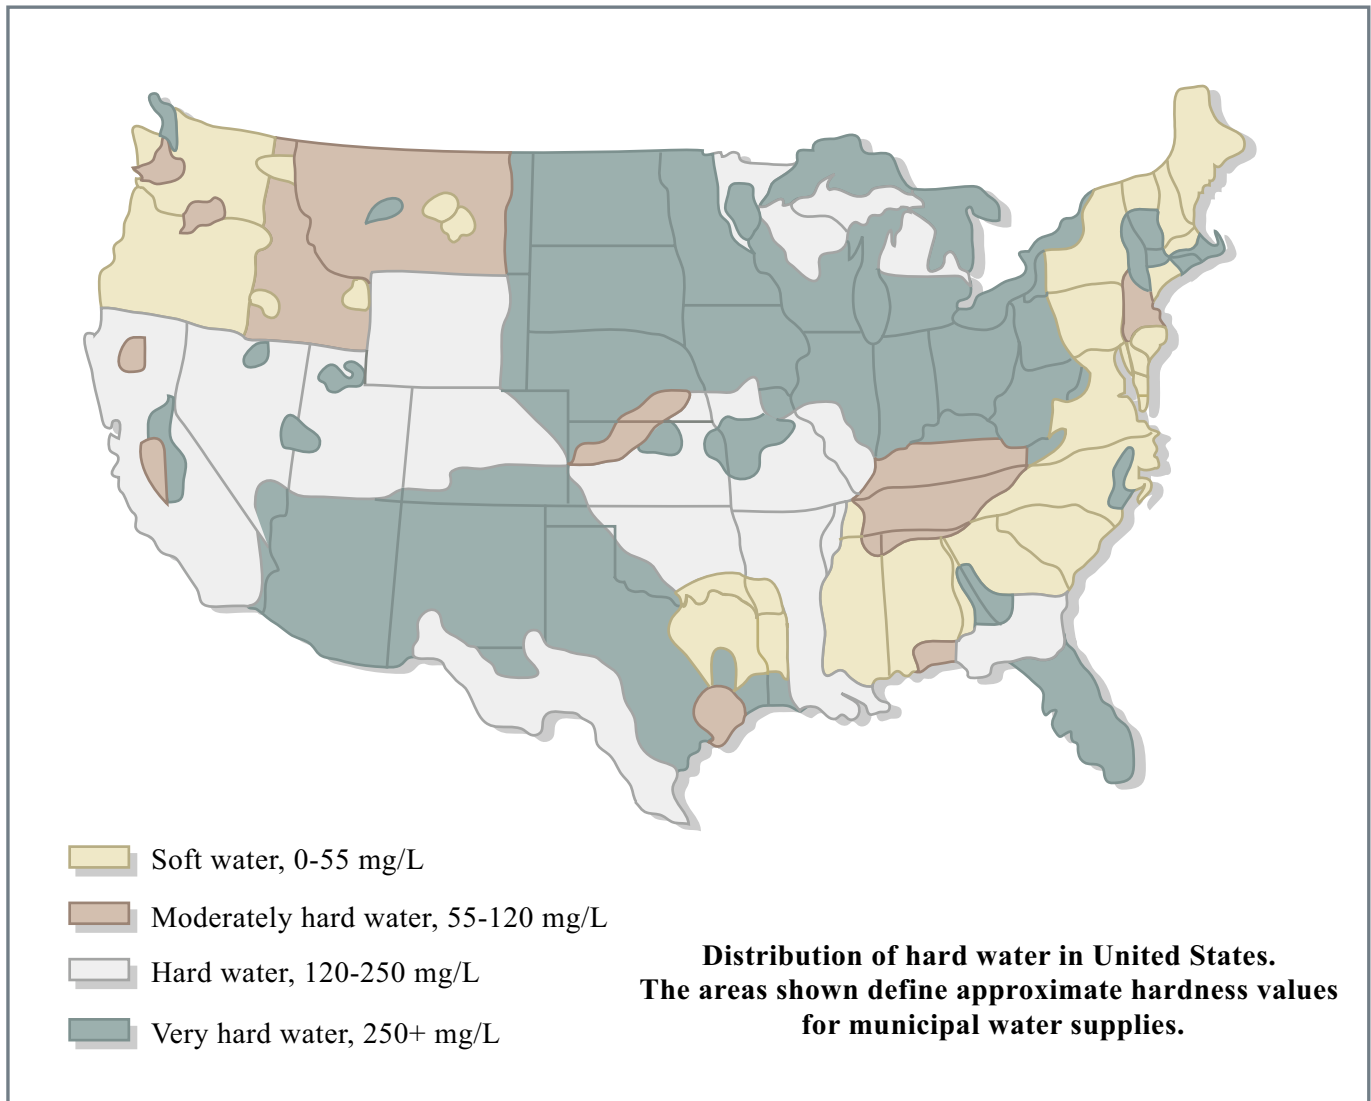 Soft water, 0-55 mg/L
Moderately hard water, 55-120 mg/L
Hard water, 120-250 mg/L
Very hard water, 250+ mg/L
Distribution of hard water in United States.
The areas shown define approximate hardness values
for municipal water supplies.